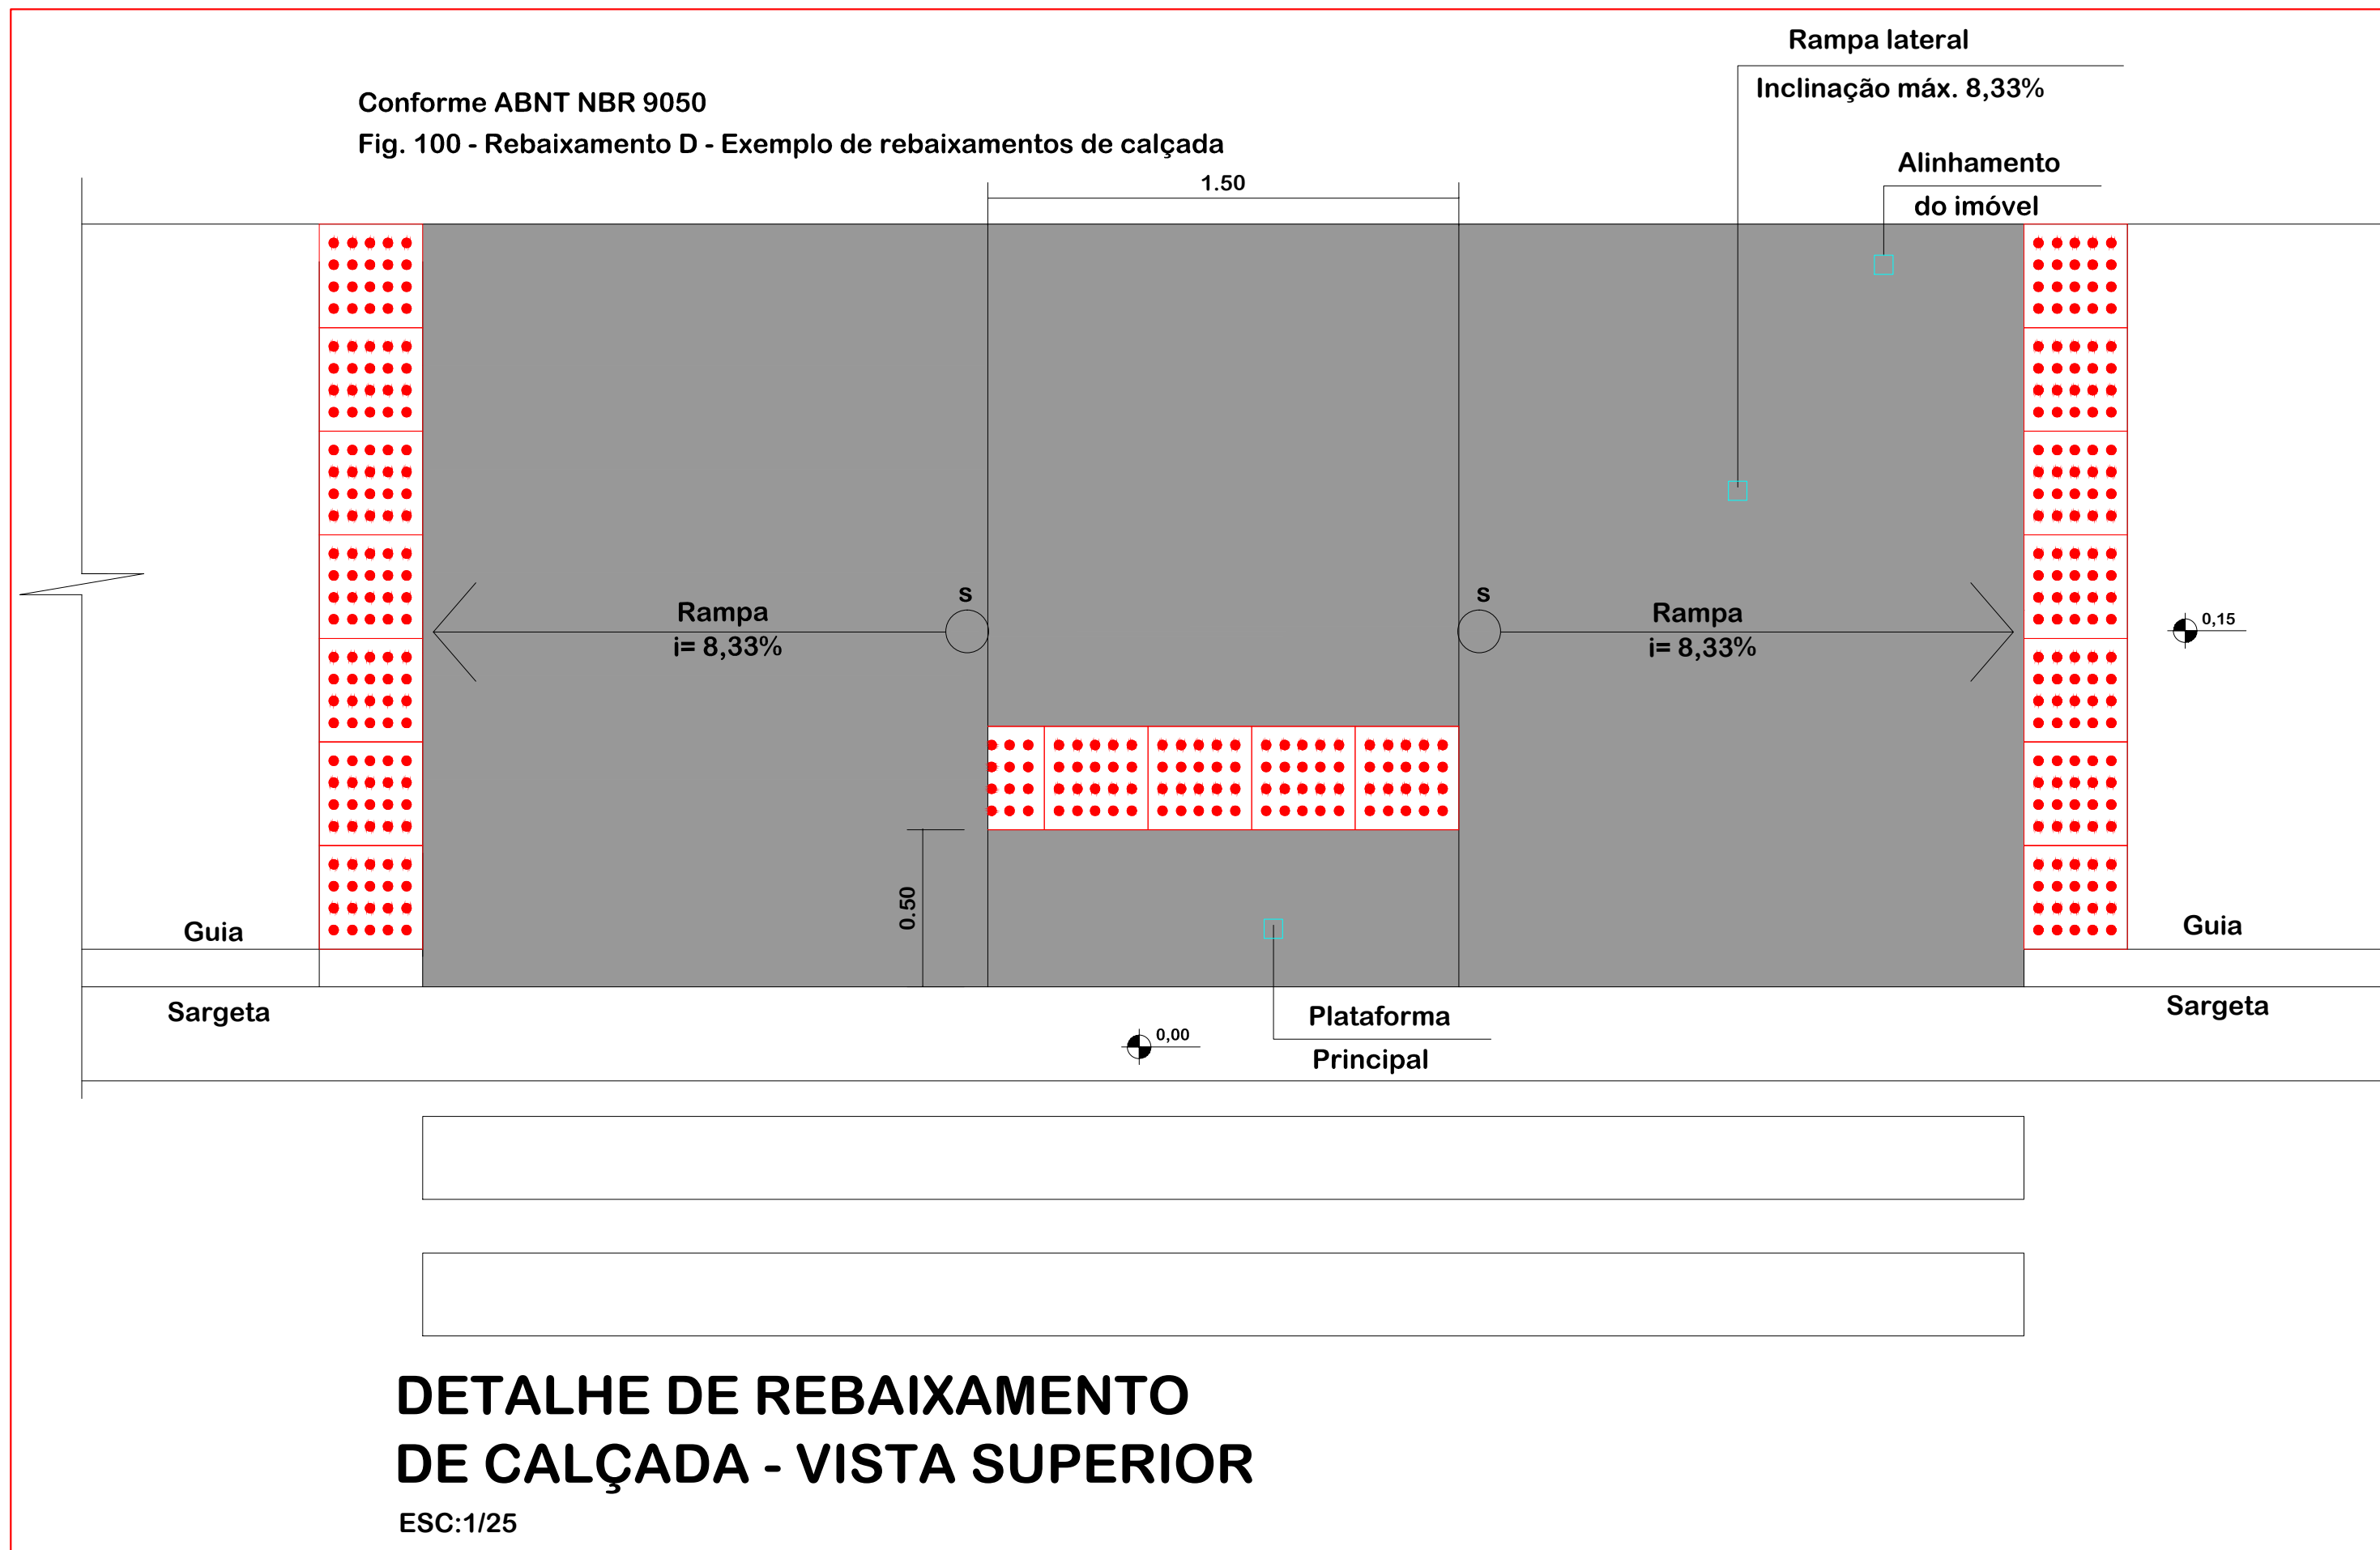 Rampa lateral
Inclinação máx. 8,33%
Conforme ABNT NBR 9050
Fig. 100 - Rebaixamento D - Exemplo de rebaixamentos de calçada
Alinhamento
do imóvel
1.50
S
S
Rampa
i= 8,33%
Rampa
i= 8,33%
0,15
0.50
Guia
Guia
Sargeta
Sargeta
Plataforma
Principal
0,00
DETALHE DE REBAIXAMENTO
DE CALÇADA - VISTA SUPERIOR
ESC:1/25